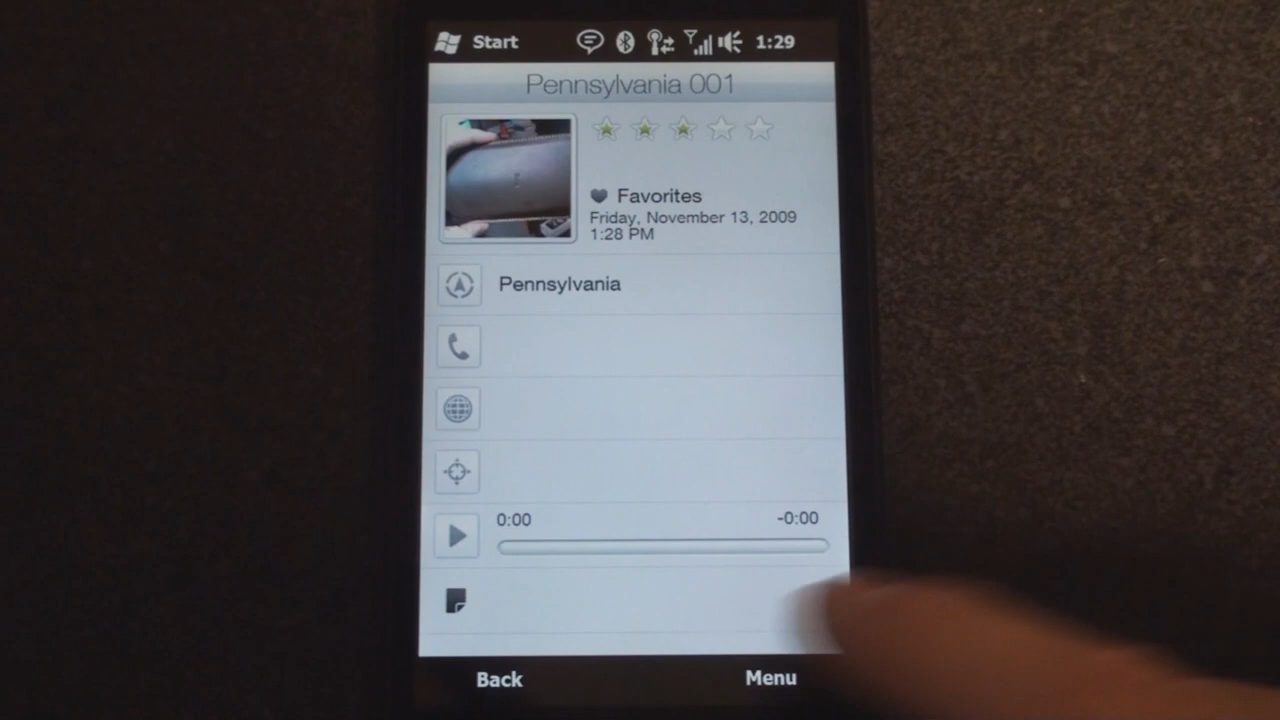 Start 1:29
Pennsylvania 001
Favorites
Friday, November 13, 2009
1:28 PM
Pennsylvania
0:00 -0:00
Back Menu